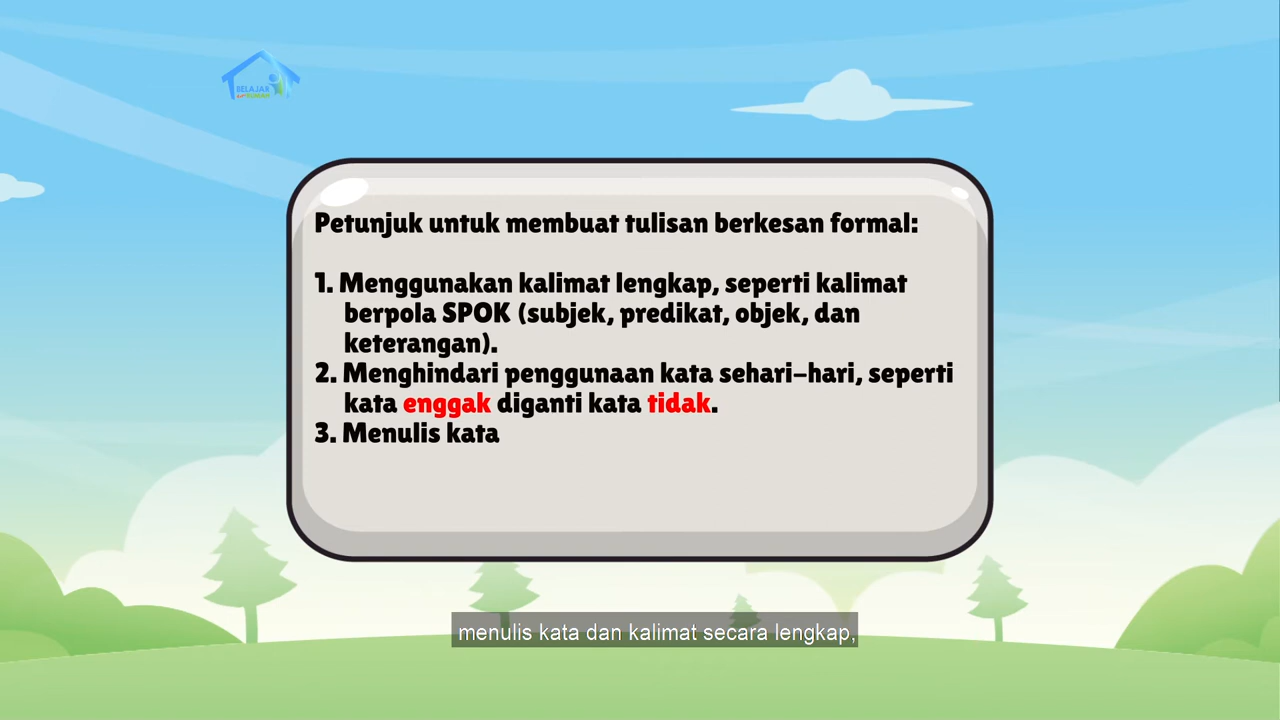 BELAJAR
Petunjuk untuk membuat tulisan berkesan formal:
1. Menggunakan kalimat lengkap, seperti kalimat
berpola SPOK (subjek, predikat, objek, dan
keterangan).
2. Menghindari penggunaan kata sehari-hari, seperti
kata enggak diganti kata tidak.
3. Menulis kata
menulis kata dan kalimat secara lengkap,